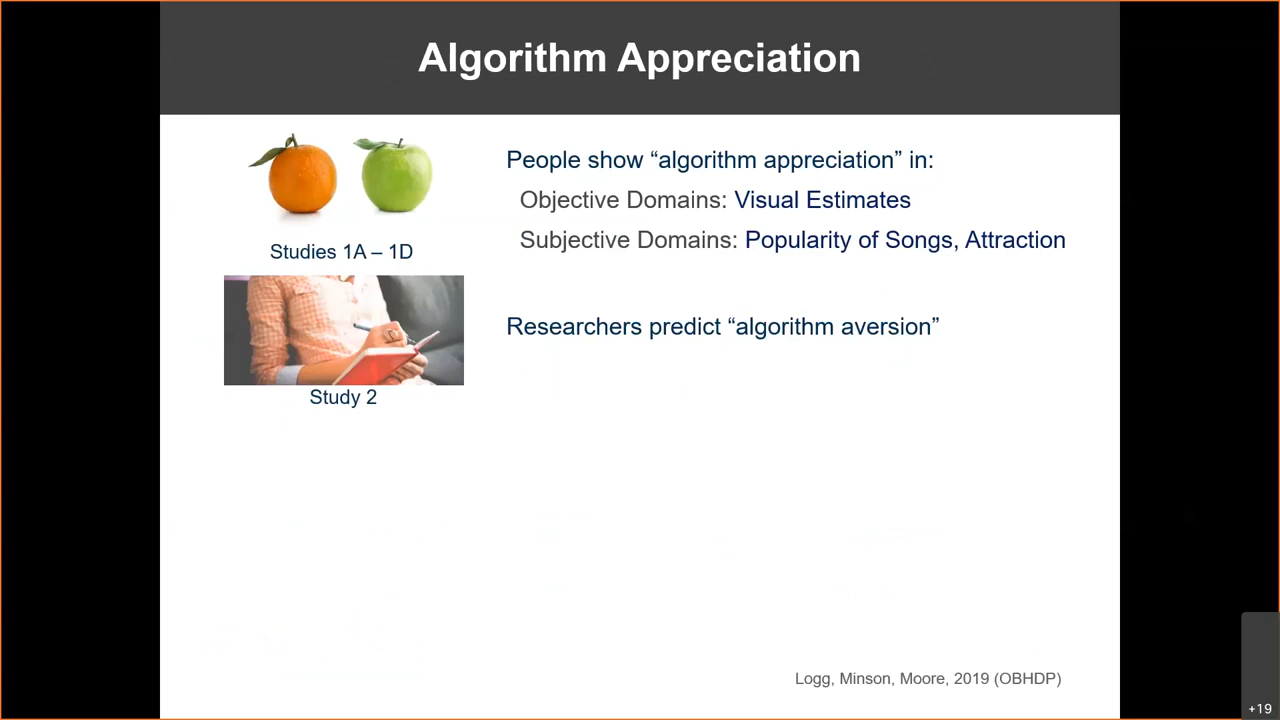 Algorithm Appreciation
People show “algorithm appreciation” in:
Objective Domains: Visual Estimates
Subjective Domains: Popularity of Songs, Attraction
Studies 1A – 1D
Researchers predict “algorithm aversion”
Study 2
Logg, Minson, Moore, 2019 (OBHDP)
+19